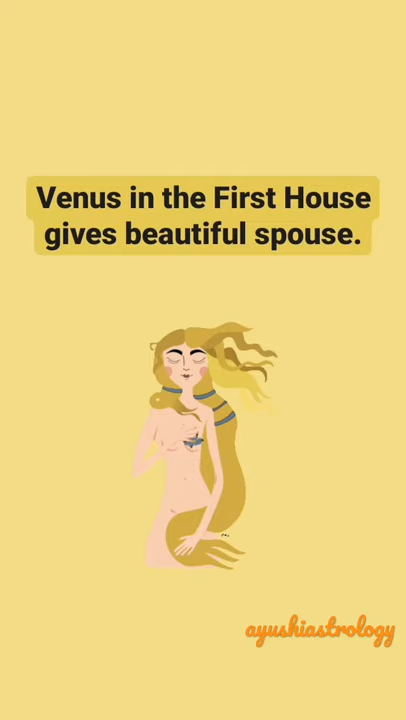 Venus in the First House
gives beautiful spouse.
ayushiastrology